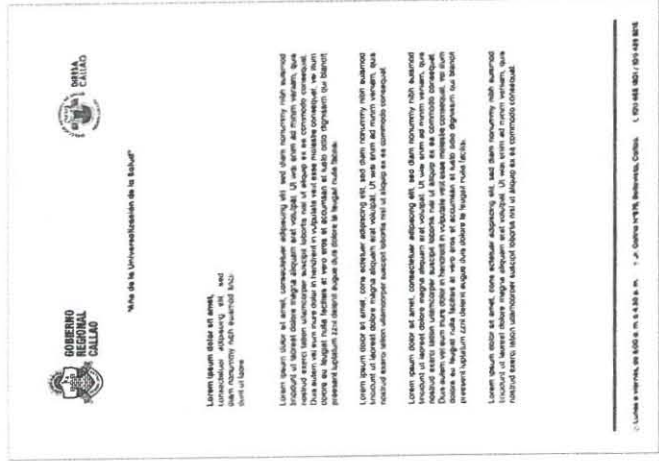 GOBIERNO
REGIONAL
CALLAO
DIRESA
CALLAO
"Año de la Universalización de la Salud"
Lorem ipsum dolor sit amet,
consectetuer adipiscing elit, sed
diam nonummy nibh euismod tinci-
dunt ut laore
Lorem ipsum dolor sit amet, consectetuer adipiscing elit, sed diam nonummy nibh euismod
tincidunt ut laoreet dolore magna aliquam erat volutpat. Ut wisi enim ad minim veniam, quis
nostrud exerci tation ullamcorper suscipit lobortis nisl ut aliquip ex ea commodo consequat.
Duis autem vel eum iriure dolor in hendrerit in vulputate velit esse molestie consequat, vel illum
dolore eu feugiat nulla facilisis at vero eros et accumsan et iusto odio dignissim qui blandit
praesent luptatum zzril delenit augue duis dolore te feugait nulla facilisi.
Lorem ipsum dolor sit amet, cons ectetuer adipiscing elit, sed diam nonummy nibh euismod
tincidunt ut laoreet dolore magna aliquam erat volutpat. Ut wisi enim ad minim veniam, quis
nostrud exerci tation ullamcorper suscipit lobortis nisl ut aliquip ex ea commodo consequat.
Lorem ipsum dolor sit amet, consectetuer adipiscing elit, sed diam nonummy nibh euismod
tincidunt ut laoreet dolore magna aliquam erat volutpat. Ut wisi enim ad minim veniam, quis
nostrud exerci tation ullamcorper suscipit lobortis nisl ut aliquip ex ea commodo consequat.
Duis autem vel eum iriure dolor in hendrerit in vulputate velit esse molestie consequat, vel illum
dolore eu feugiat nulla facilisis at vero eros et accumsan et iusto odio dignissim qui blandit
praesent luptatum zzril delenit augue duis dolore te feugait nulla facilisi.
Lorem ipsum dolor sit amet, cons ectetuer adipiscing elit, sed diam nonummy nibh euismod
tincidunt ut laoreet dolore magna aliquam erat volutpat. Ut wisi enim ad minim veniam, quis
nostrud exerci tation ullamcorper suscipit lobortis nisl ut aliquip ex ea commodo consequat.
Lunes a viernes, de 8:00 a. m. a 4:30 p. m. Jr. Colina N°879, Bellavista, Callao.